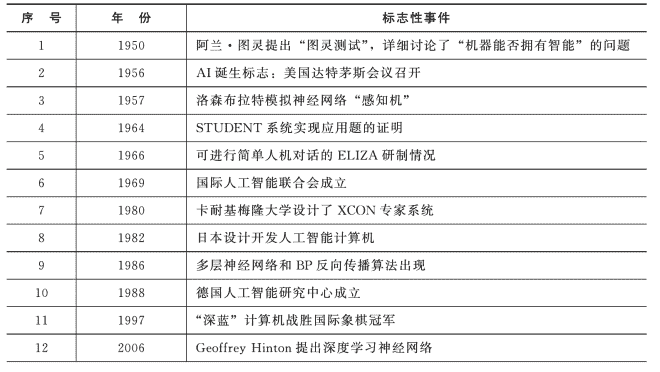 序 号 年 份 标志性事件
1 1950 阿兰·图灵提出“图灵测试”，详细讨论了“机器能否拥有智能”的问题
2 1956 AI诞生标志：美国达特茅斯会议召开
3 1957 洛森布拉特模拟神经网络“感知机”
4 1964 STUDENT系统实现应用题的证明
5 1966 可进行简单人机对话的ELIZA研制情况
6 1969 国际人工智能联合会成立
7 1980 卡耐基梅隆大学设计了XCON专家系统
8 1982 日本设计开发人工智能计算机
9 1986 多层神经网络和BP反向传播算法出现
10 1988 德国人工智能研究中心成立
11 1997 “深蓝”计算机战胜国际象棋冠军
12 2006 Geoffrey Hinton提出深度学习神经网络